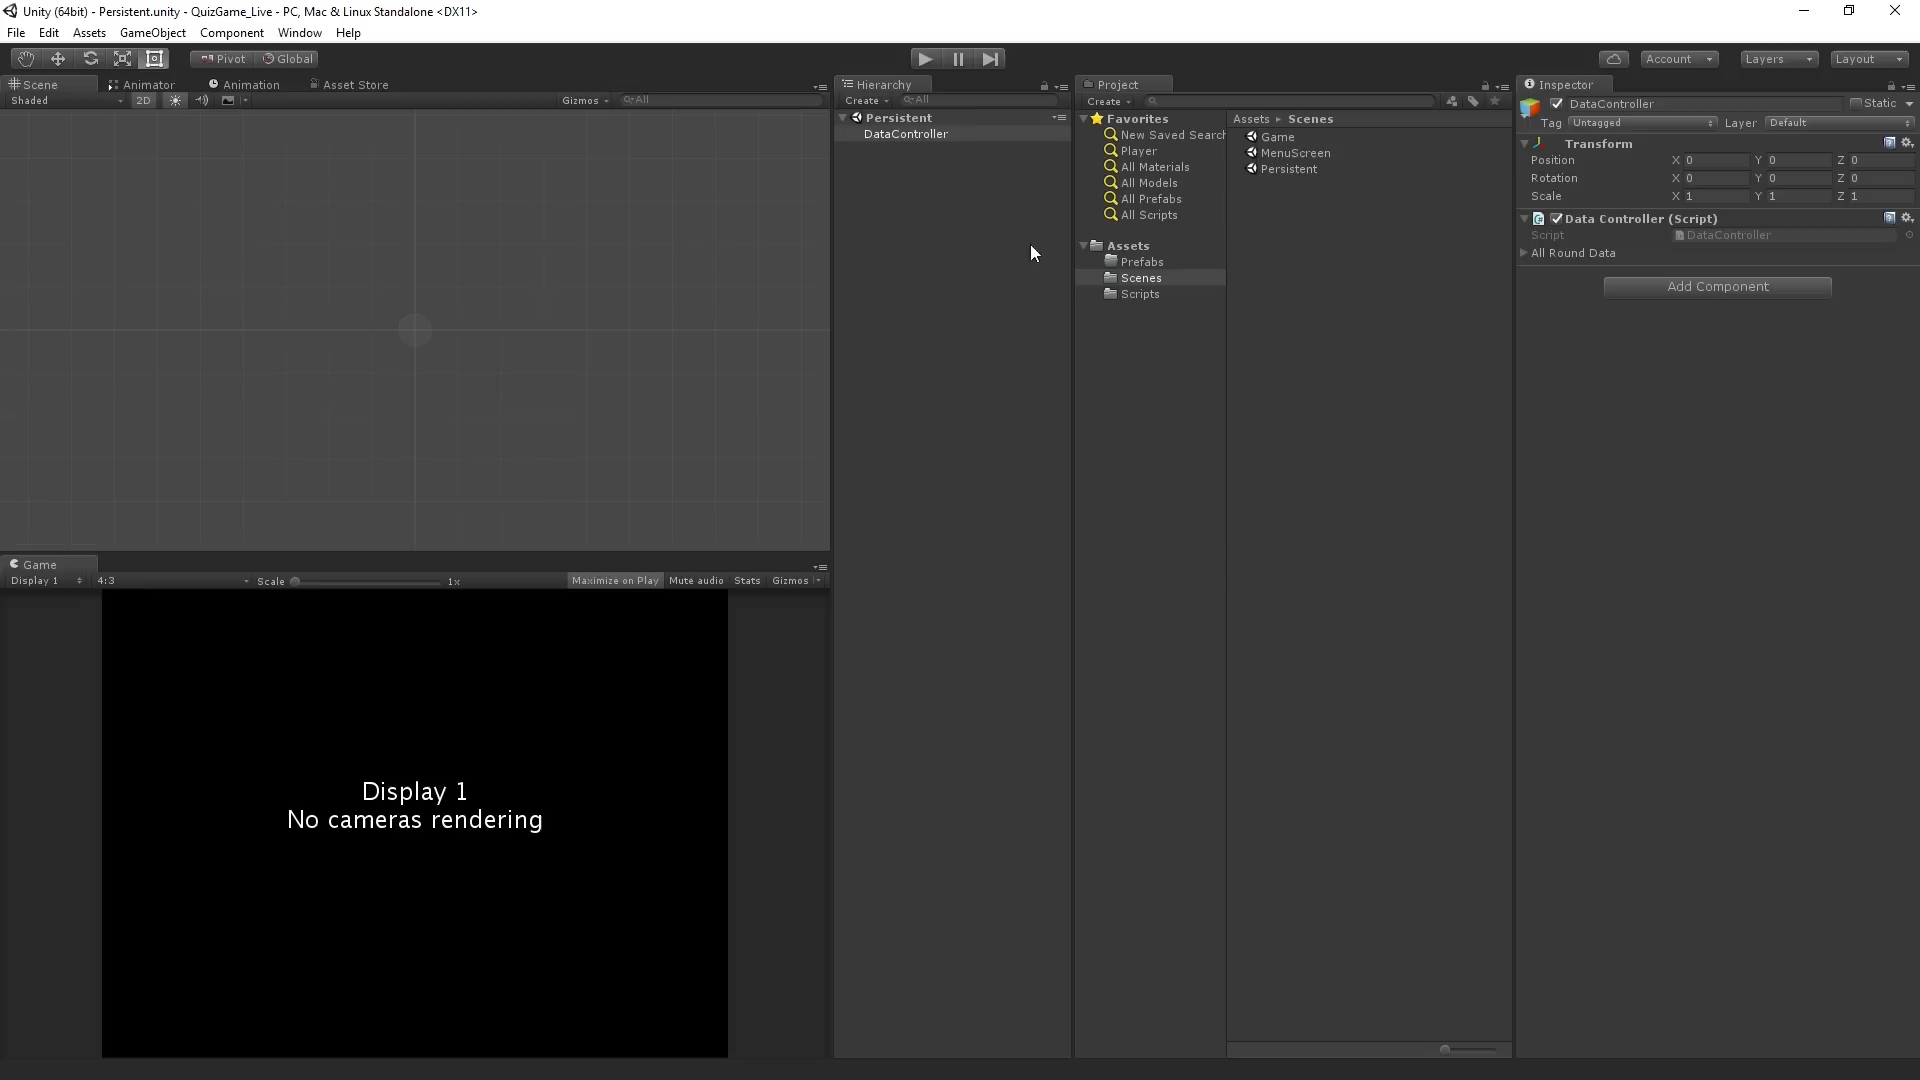 Unity (64bit) - Persistent.unity - QuizGame_Live - PC, Mac & Linux Standalone <DX11>
File Edit Assets GameObject Component Window Help
Pivot Global Account Layers Layout
Scene Animator Animation Asset Store
Shaded 2D Gizmos All
Hierarchy
Create All
Persistent
DataController
Project
Create
Favorites
New Saved Search
Player
All Materials
All Models
All Prefabs
All Scripts
Assets
Prefabs
Scenes
Scripts
Assets Scenes
Game
MenuScreen
Persistent
Inspector
DataController Static
Tag Untagged Layer Default
Transform
Position X 0 Y 0 Z 0
Rotation X 0 Y 0 Z 0
Scale X 1 Y 1 Z 1
Data Controller (Script)
Script DataController
All Round Data
Add Component
Game
Display 1 4:3 Scale 1x Maximize on Play Mute audio Stats Gizmos
Display 1
No cameras rendering